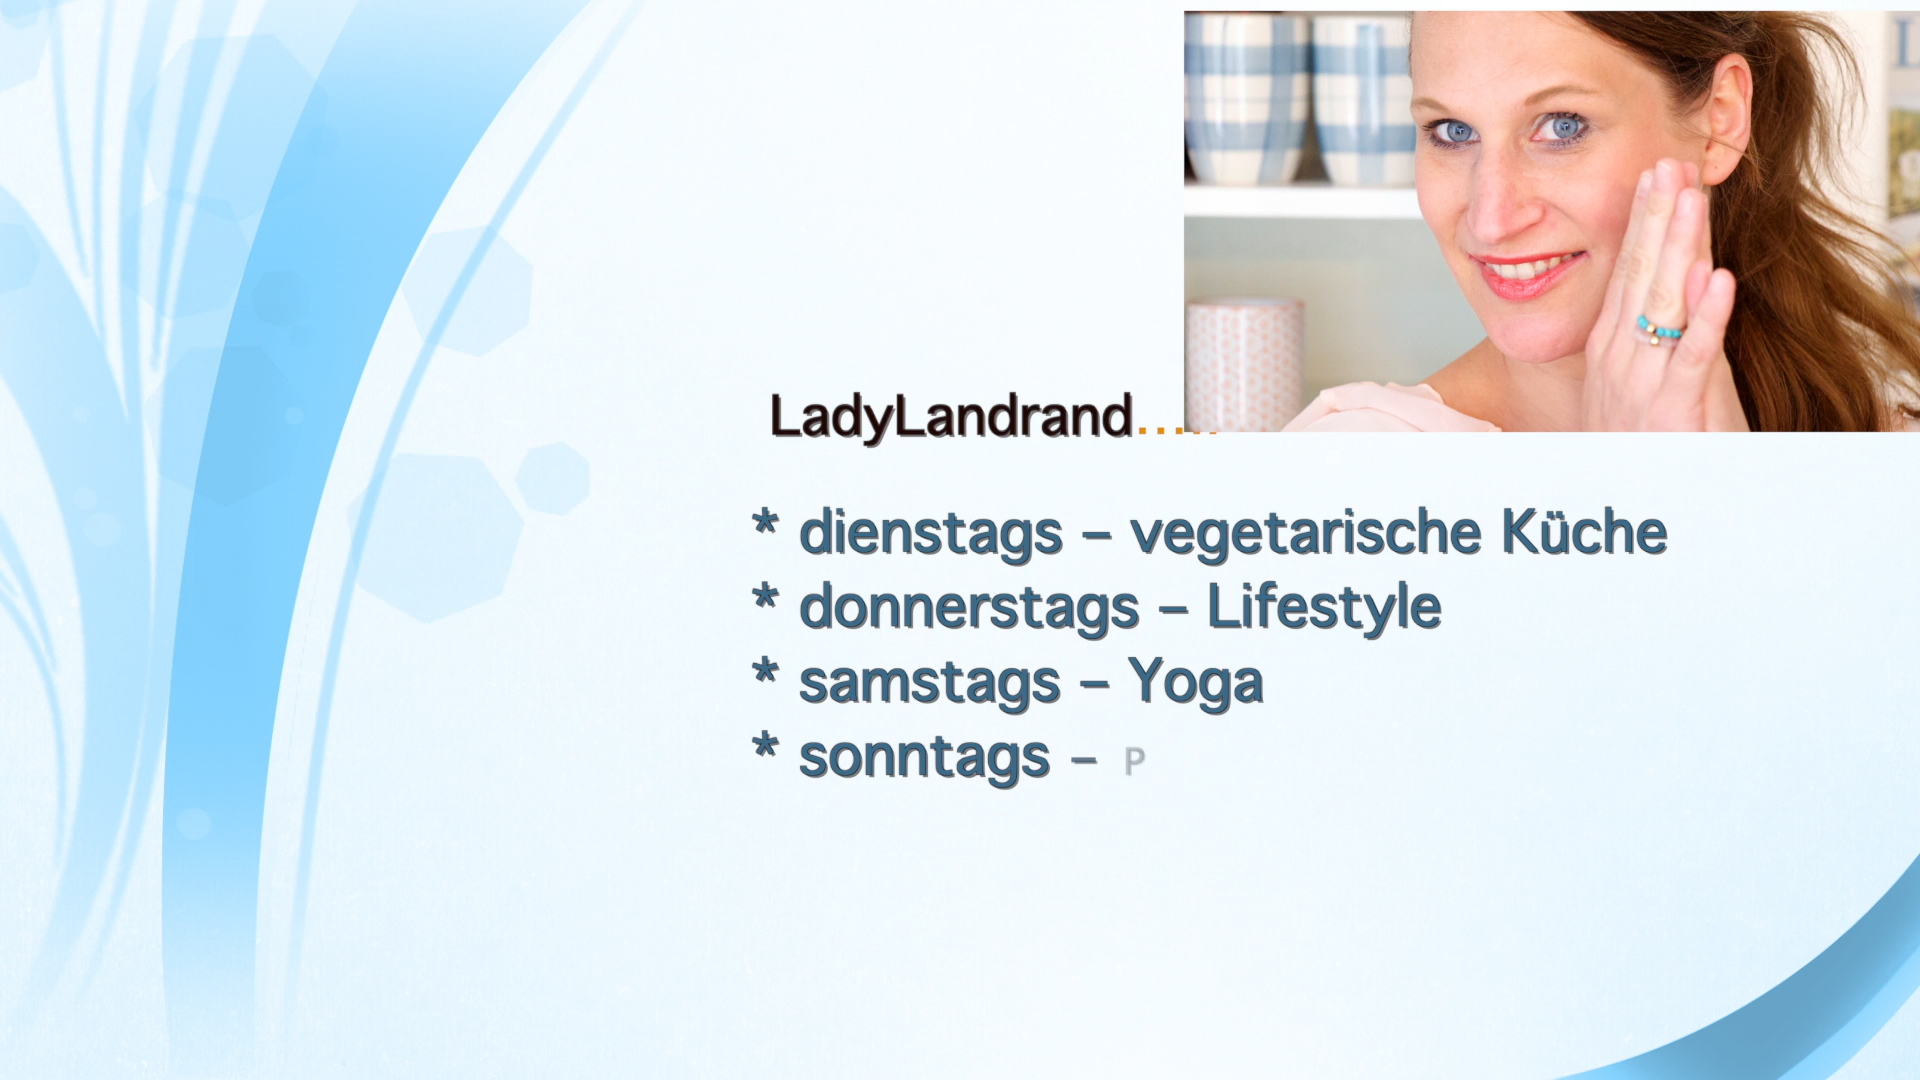 LadyLandrand.....
* dienstags – vegetarische Küche
* donnerstags – Lifestyle
* samstags – Yoga
* sonntags – P